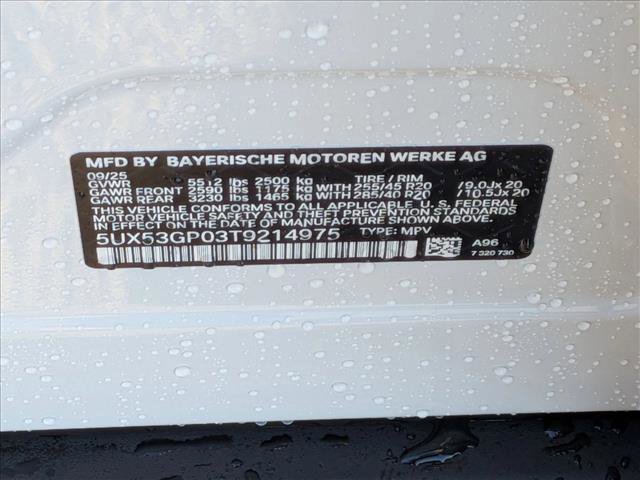 MFD BY BAYERISCHE MOTOREN WERKE AG
09/25 TIRE / RIM
GVWR 5512 lbs 2500 kg
GAWR FRONT 2590 lbs 1175 kg WITH 255/45 R20 /9.0Jx 20
GAWR REAR 3230 lbs 1465 kg WITH 285/40 R20 /10.5Jx 20
THIS VEHICLE CONFORMS TO ALL APPLICABLE U. S. FEDERAL
MOTOR VEHICLE SAFETY, BUMPER, AND THEFT PREVENTION STANDARDS
IN EFFECT ON THE DATE OF MANUFACTURE SHOWN ABOVE.
5UX53GP03T9214975 TYPE: MPV
A96
7 320 730